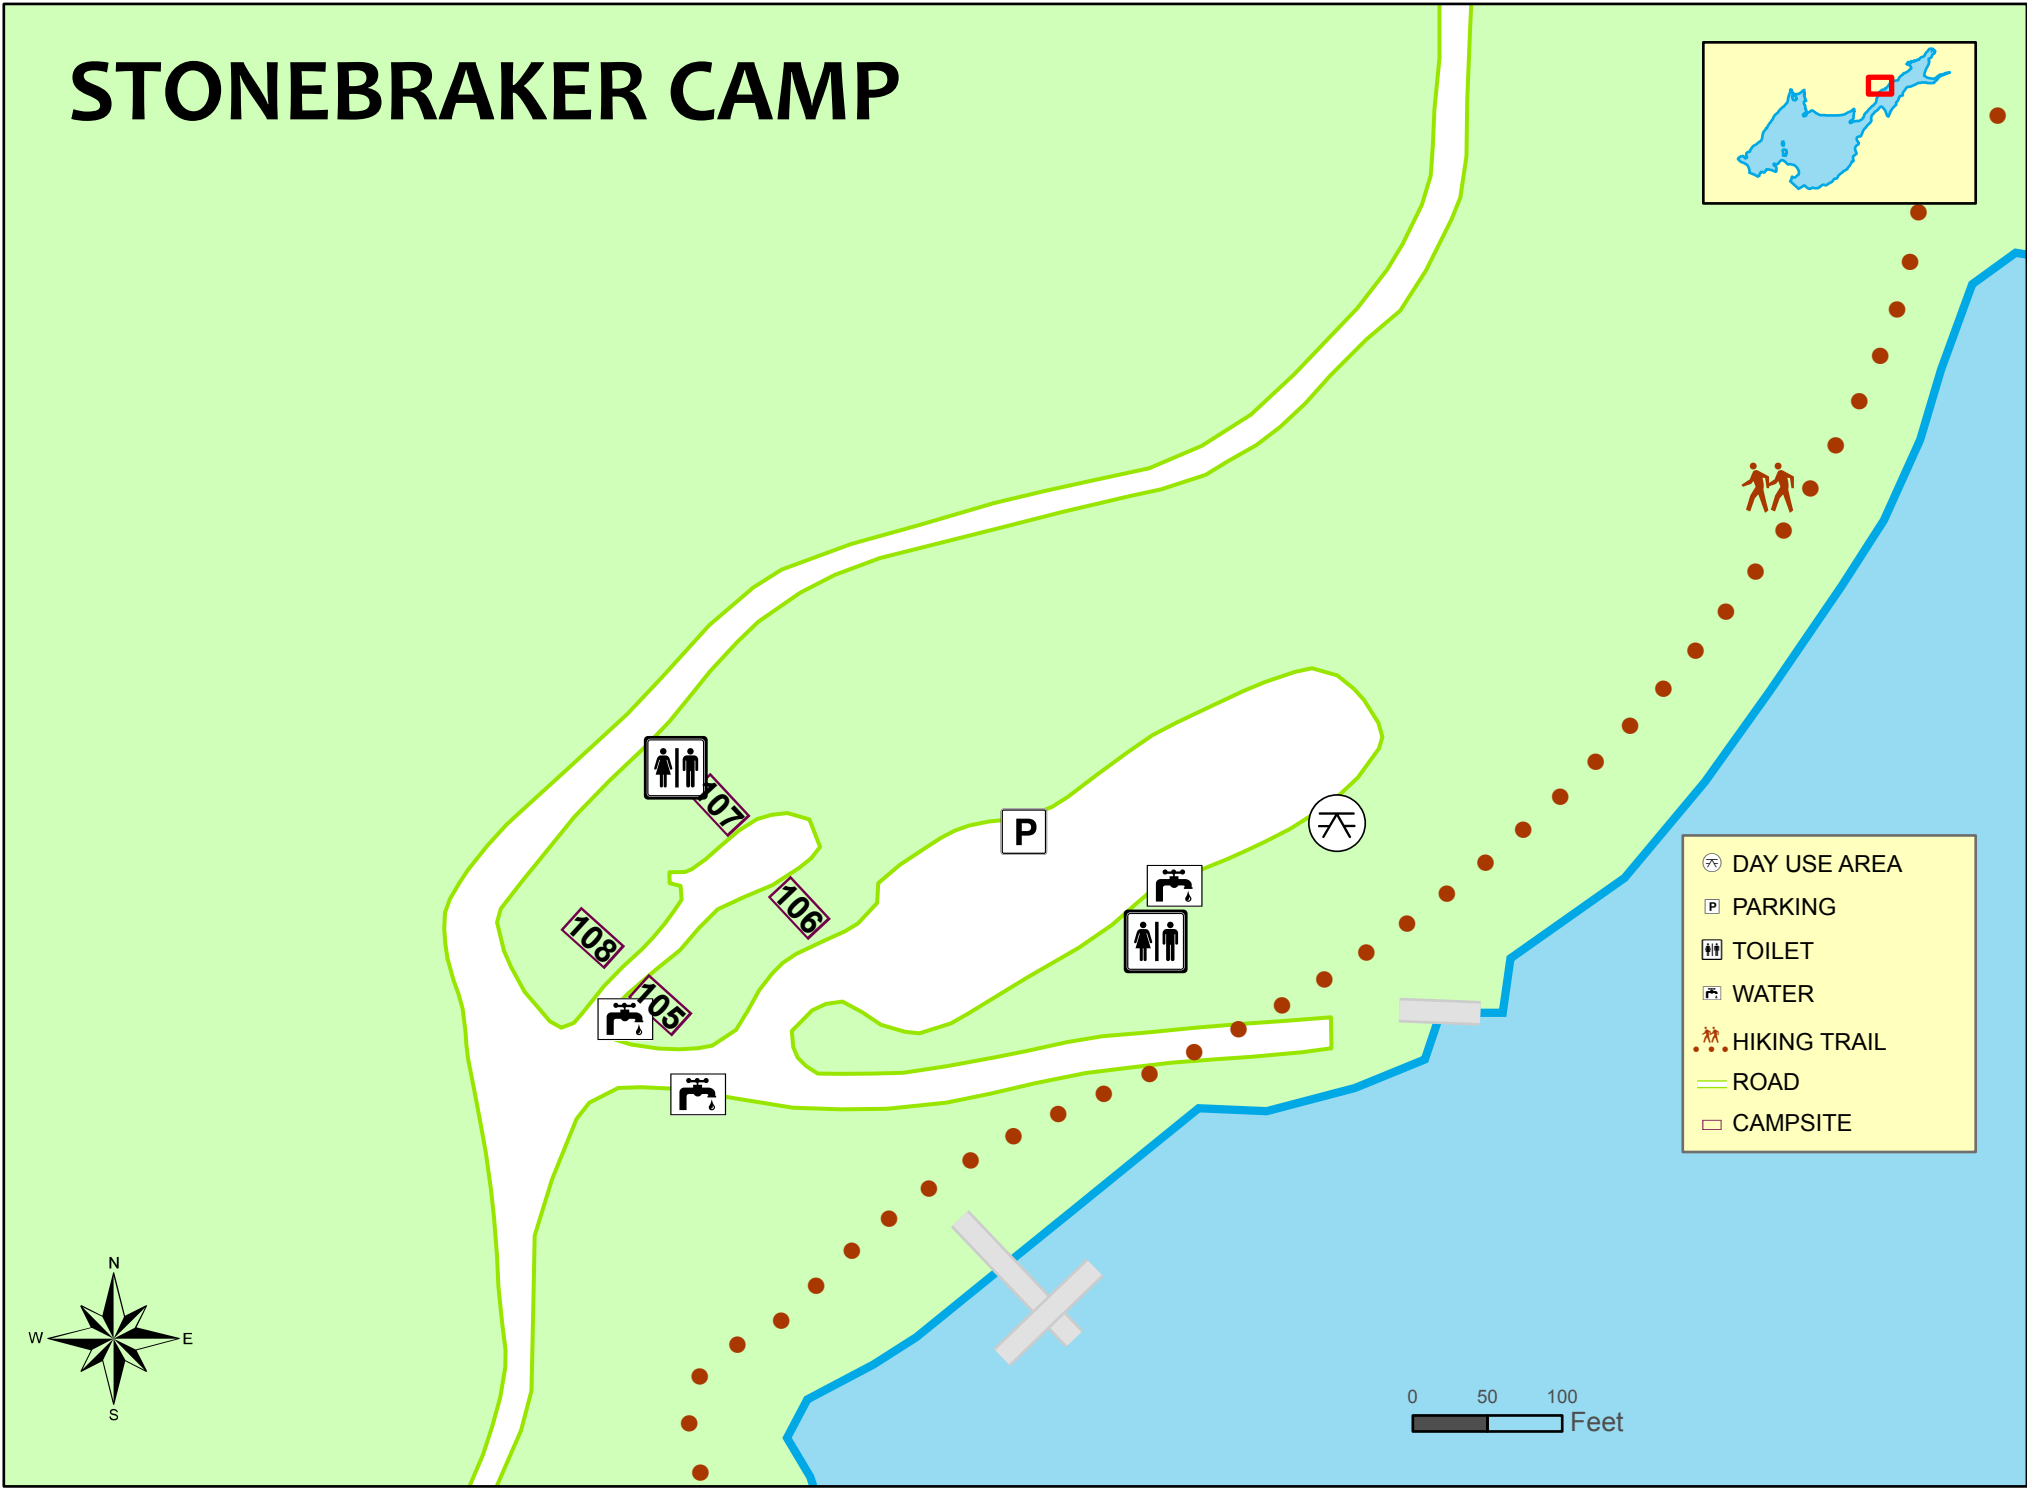 STONEBRAKER CAMP
107
106
108
105
P
DAY USE AREA
P PARKING
TOILET
WATER
HIKING TRAIL
ROAD
CAMPSITE
N
W E
S
0 50 100
Feet